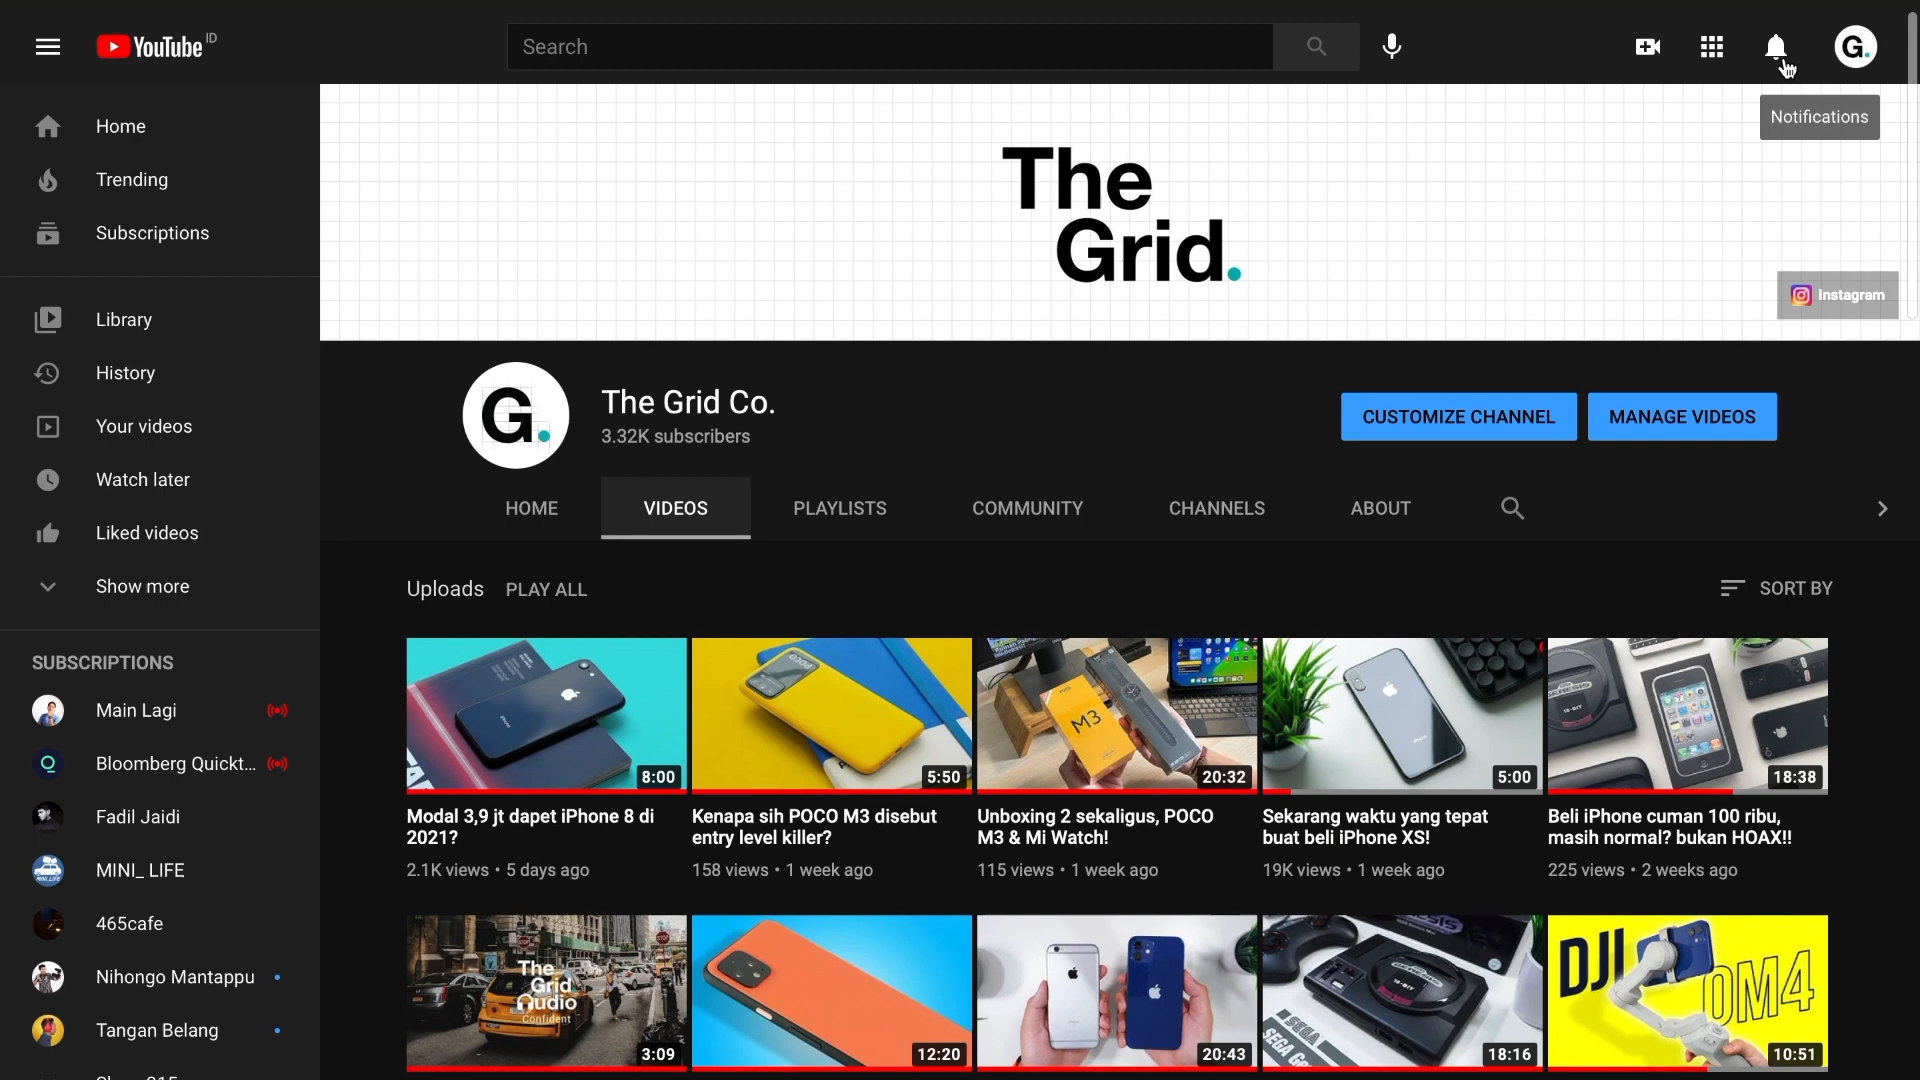 YouTube ID
Search
Notifications
Home
Trending
Subscriptions
Library
History
Your videos
Watch later
Liked videos
Show more
SUBSCRIPTIONS
Main Lagi
Bloomberg Quickt...
Fadil Jaidi
MINI_ LIFE
465cafe
Nihongo Mantappu
Tangan Belang
G.
The
Grid.
Instagram
G.
The Grid Co.
3.32K subscribers
CUSTOMIZE CHANNEL
MANAGE VIDEOS
HOME
VIDEOS
PLAYLISTS
COMMUNITY
CHANNELS
ABOUT
Uploads
PLAY ALL
SORT BY
8:00
Modal 3,9 jt dapet iPhone 8 di
2021?
2.1K views • 5 days ago
POCO
5:50
Kenapa sih POCO M3 disebut
entry level killer?
158 views • 1 week ago
M3
20:32
Unboxing 2 sekaligus, POCO
M3 & Mi Watch!
115 views • 1 week ago
5:00
Sekarang waktu yang tepat
buat beli iPhone XS!
19K views • 1 week ago
16-BIT
18:38
Beli iPhone cuman 100 ribu,
masih normal? bukan HOAX!!
225 views • 2 weeks ago
The
Grid
Audio
Confident
3:09
12:20
20:43
16-BIT
SEGA
18:16
DJI
OM4
10:51